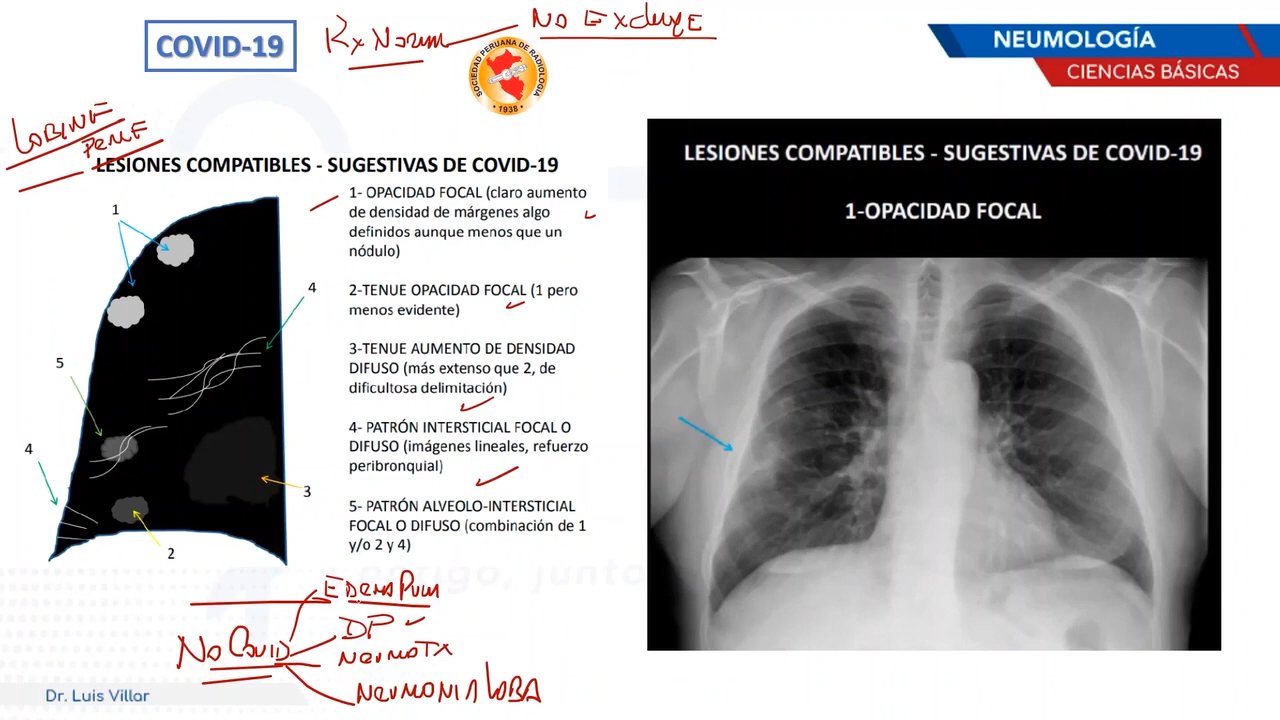 COVID-19
Rx Norm
No Excluye
SOCIEDAD PERUANA DE RADIOLOGÍA
• 1938 •
NEUMOLOGÍA
CIENCIAS BÁSICAS
LESIONES COMPATIBLES - SUGESTIVAS DE COVID-19
1
4
5
4
3
2
1- OPACIDAD FOCAL (claro aumento
de densidad de márgenes algo
definidos aunque menos que un
nódulo)
2-TENUE OPACIDAD FOCAL (1 pero
menos evidente)
3-TENUE AUMENTO DE DENSIDAD
DIFUSO (más extenso que 2, de
dificultosa delimitación)
4- PATRÓN INTERSTICIAL FOCAL O
DIFUSO (imágenes lineales, refuerzo
peribronquial)
5- PATRÓN ALVEOLO-INTERSTICIAL
FOCAL O DIFUSO (combinación de 1
y/o 2 y 4)
Edema Pulm
No Covid
DP
Neumotx
Neumonia Loba
Dr. Luis Villar
LESIONES COMPATIBLES - SUGESTIVAS DE COVID-19
1-OPACIDAD FOCAL